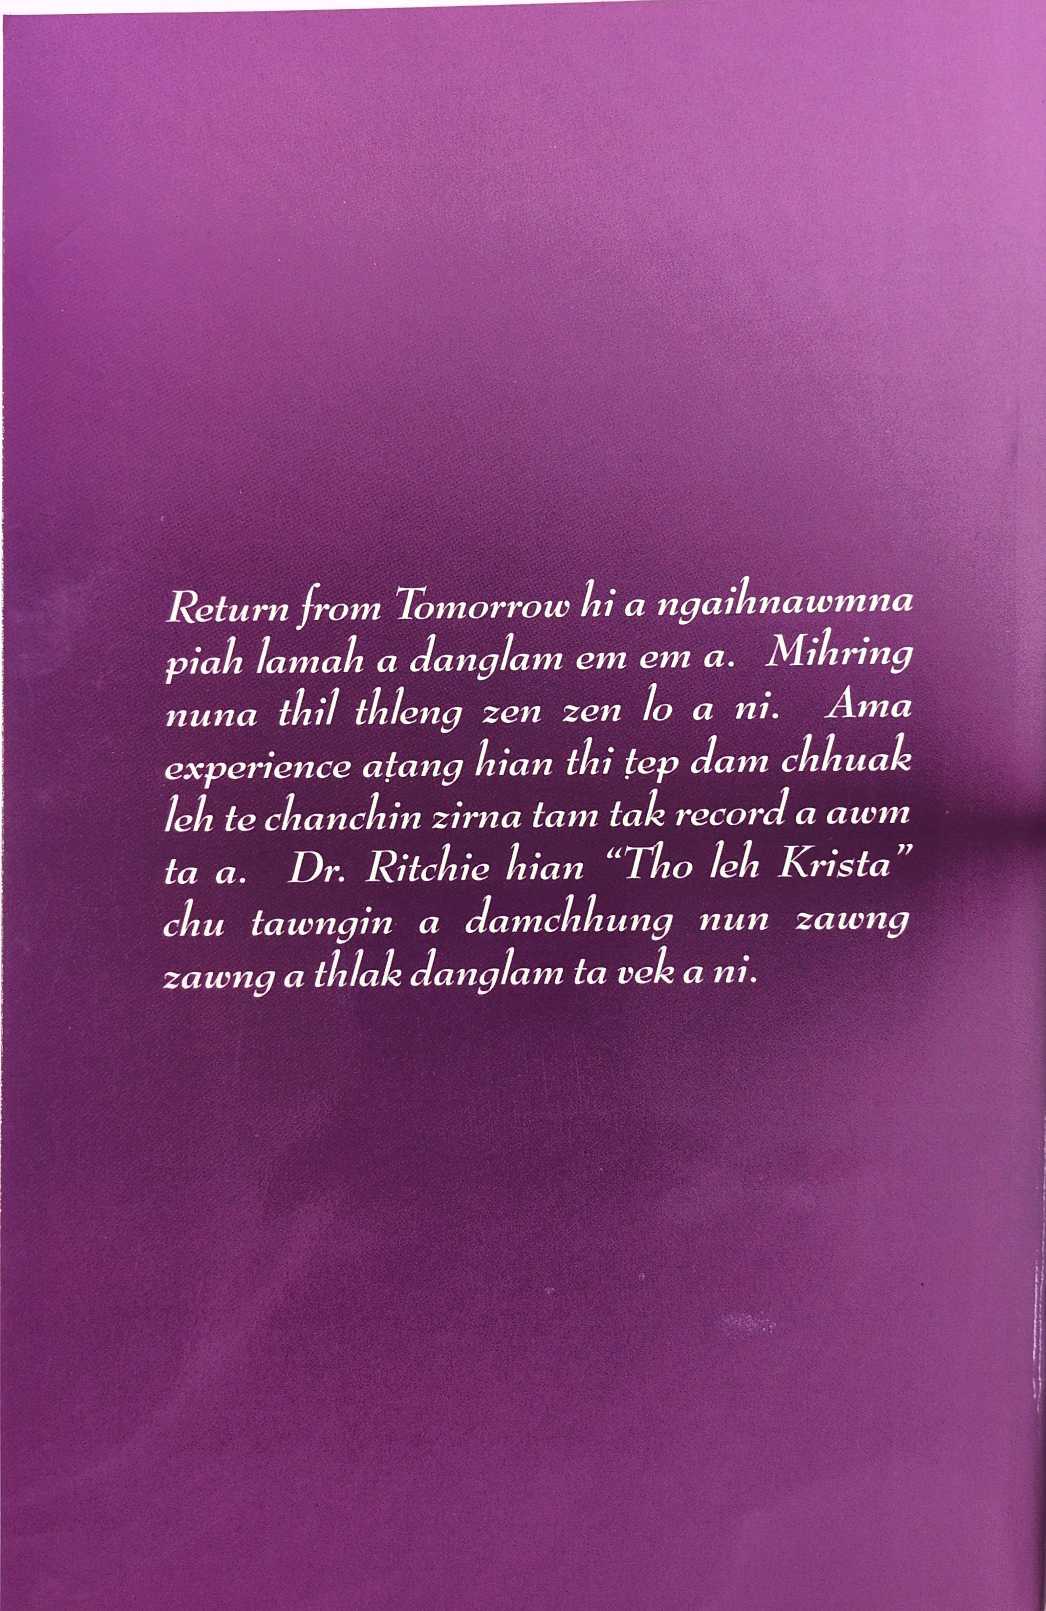 Return from Tomorrow hi a ngaihnawmna
piah lamah a danglam em em a. Mihring
nuna thil thleng zen zen lo a ni. Ama
experience aṭang hian thi ṭep dam chhuak
leh te chanchin zirna tam tak record a awm
ta a. Dr. Ritchie hian “Tho leh Krista”
chu tawngin a damchhung nun zawng
zawng a thlak danglam ta vek a ni.